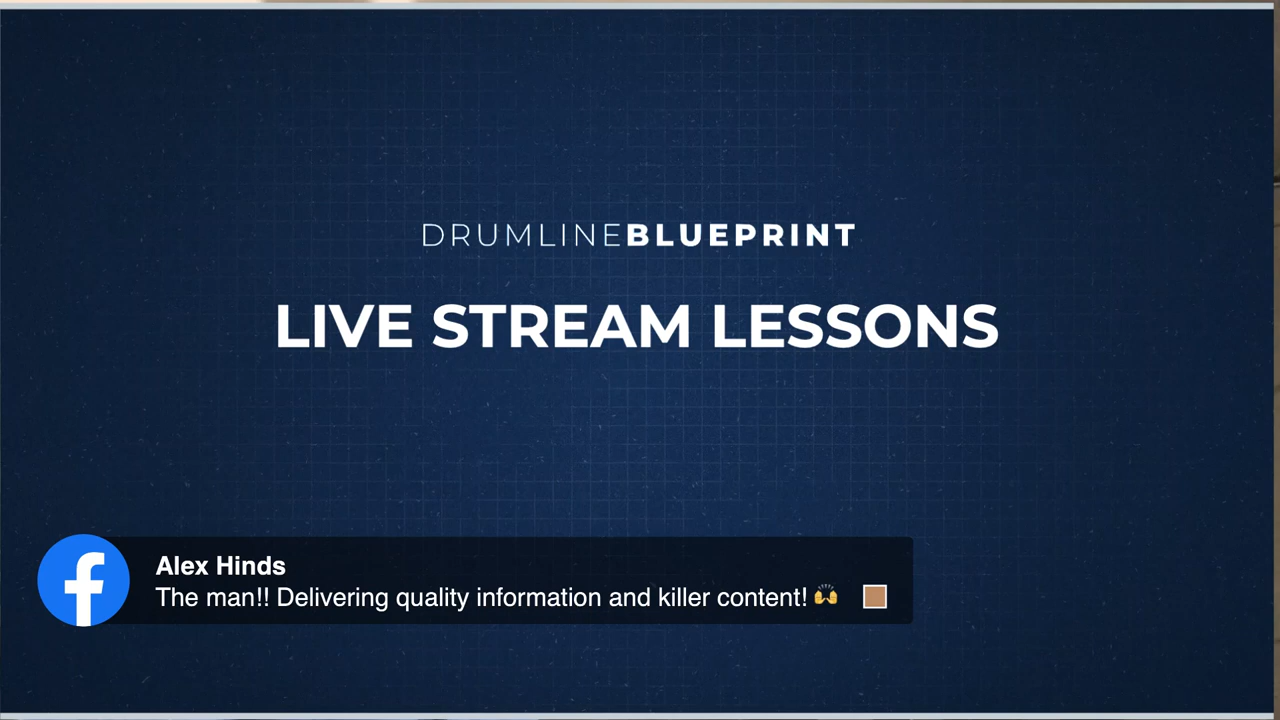 DRUMLINEBLUEPRINT
LIVE STREAM LESSONS
Alex Hinds
The man!! Delivering quality information and killer content! 🙌 🏽